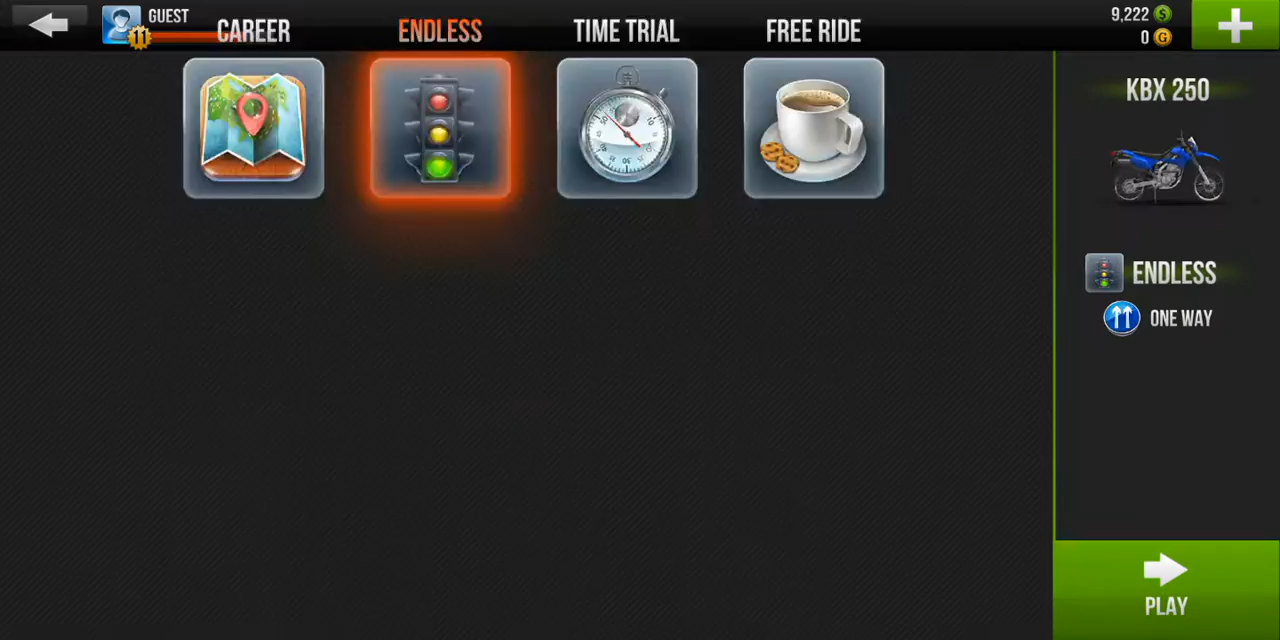 GUEST
11
CAREER
ENDLESS
TIME TRIAL
FREE RIDE
9,222
0
KBX 250
ENDLESS
ONE WAY
PLAY